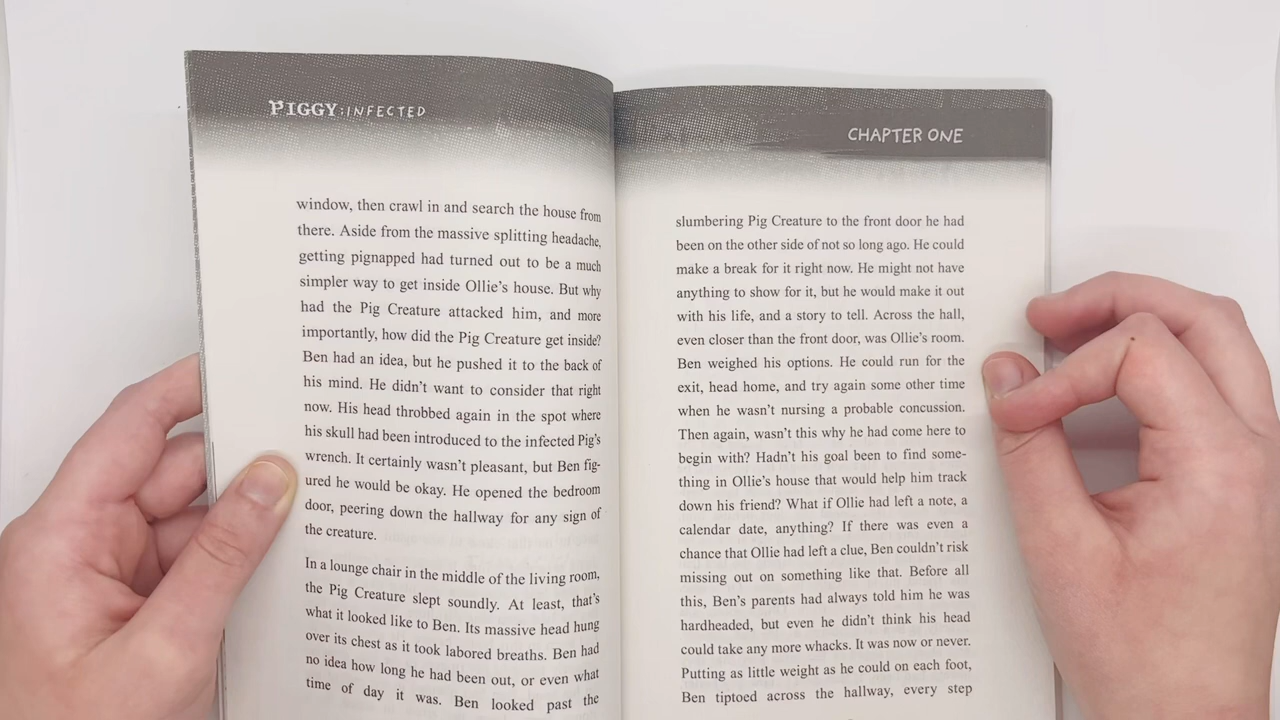 PIGGY:INFECTED
window, then crawl in and search the house from
there. Aside from the massive splitting headache,
getting pignapped had turned out to be a much
simpler way to get inside Ollie’s house. But why
had the Pig Creature attacked him, and more
importantly, how did the Pig Creature get inside?
Ben had an idea, but he pushed it to the back of
his mind. He didn’t want to consider that right
now. His head throbbed again in the spot where
his skull had been introduced to the infected Pig’s
wrench. It certainly wasn’t pleasant, but Ben fig-
ured he would be okay. He opened the bedroom
door, peering down the hallway for any sign of
the creature.
In a lounge chair in the middle of the living room,
the Pig Creature slept soundly. At least, that’s
what it looked like to Ben. Its massive head hung
over its chest as it took labored breaths. Ben had
no idea how long he had been out, or even what
time of day it was. Ben looked past the
CHAPTER ONE
slumbering Pig Creature to the front door he had
been on the other side of not so long ago. He could
make a break for it right now. He might not have
anything to show for it, but he would make it out
with his life, and a story to tell. Across the hall,
even closer than the front door, was Ollie’s room.
Ben weighed his options. He could run for the
exit, head home, and try again some other time
when he wasn’t nursing a probable concussion.
Then again, wasn’t this why he had come here to
begin with? Hadn’t his goal been to find some-
thing in Ollie’s house that would help him track
down his friend? What if Ollie had left a note, a
calendar date, anything? If there was even a
chance that Ollie had left a clue, Ben couldn’t risk
missing out on something like that. Before all
this, Ben’s parents had always told him he was
hardheaded, but even he didn’t think his head
could take any more whacks. It was now or never.
Putting as little weight as he could on each foot,
Ben tiptoed across the hallway, every step